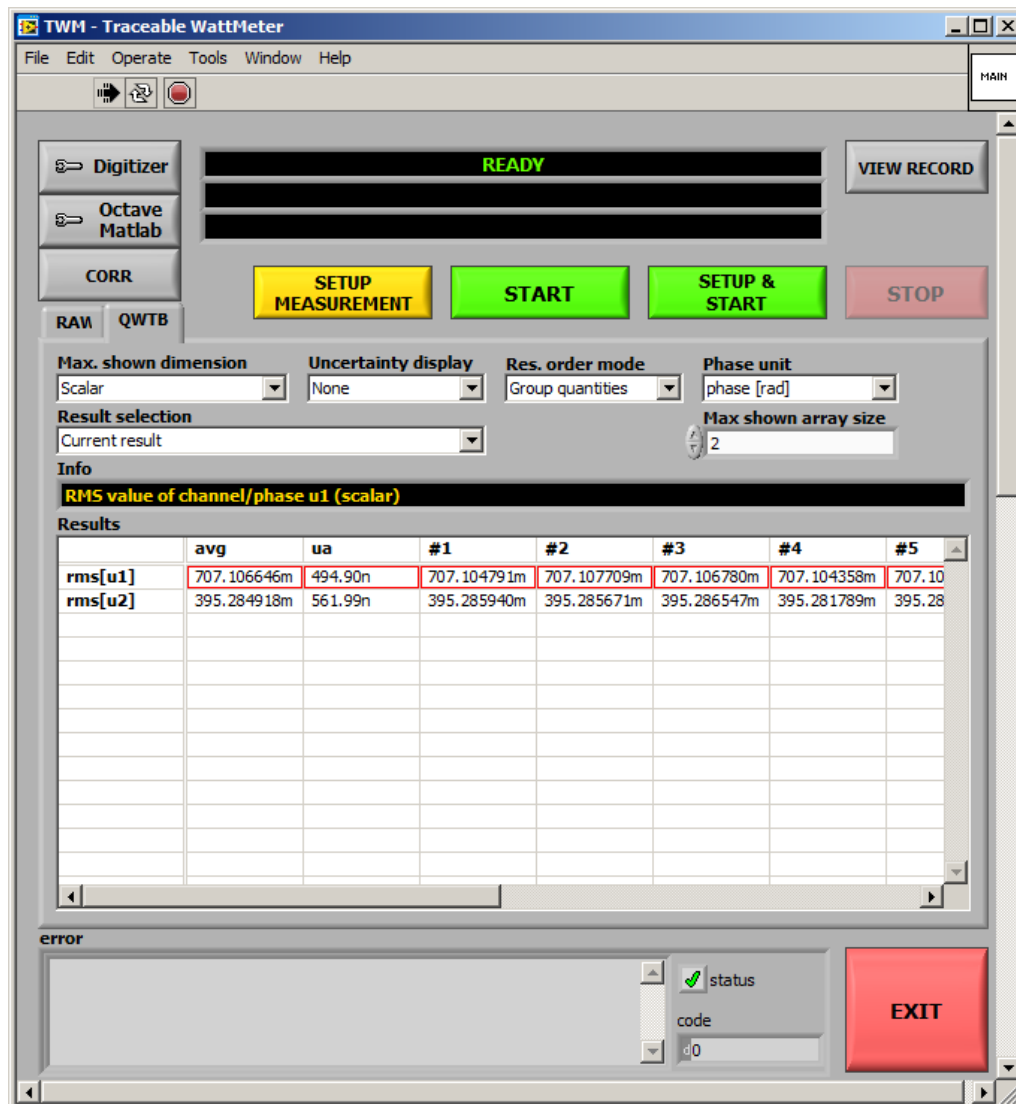 TWM - Traceable WattMeter
File Edit Operate Tools Window Help
MAIN
Digitizer
READY
VIEW RECORD
Octave
Matlab
CORR
SETUP
MEASUREMENT
START
SETUP &
START
STOP
RAW QWTB
Max. shown dimension Uncertainty display Res. order mode Phase unit
Scalar None Group quantities phase [rad]
Result selection Max shown array size
Current result 2
Info
RMS value of channel/phase u1 (scalar)
Results
avg ua #1 #2 #3 #4 #5
rms[u1] 707.106646m 494.90n 707.104791m 707.107709m 707.106780m 707.104358m 707.10
rms[u2] 395.284918m 561.99n 395.285940m 395.285671m 395.286547m 395.281789m 395.28
error
status
code
d0
EXIT